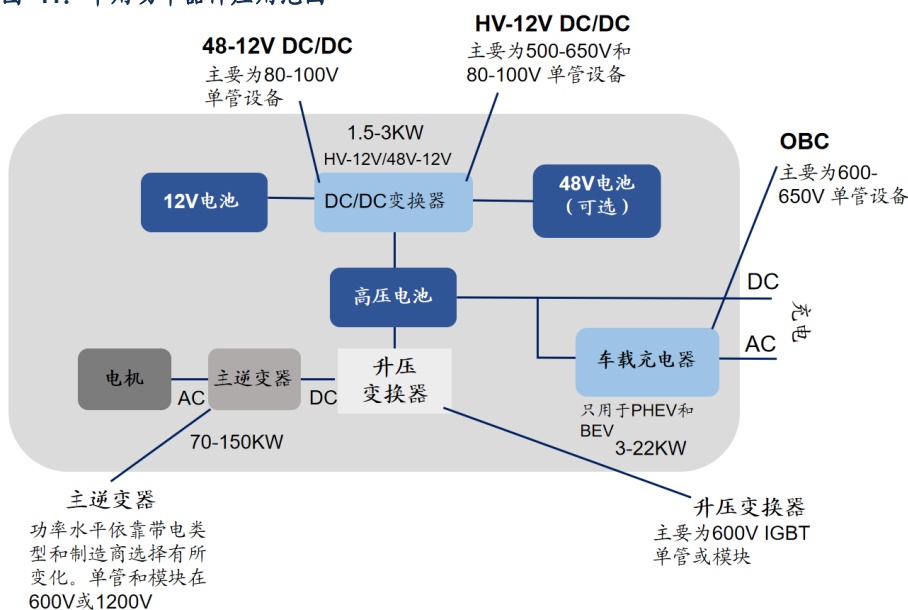 48-12V DC/DC
主要为80-100V
单管设备
HV-12V DC/DC
主要为500-650V和
80-100V 单管设备
1.5-3KW
HV-12V/48V-12V
OBC
主要为600-
650V 单管设备
12V电池
DC/DC变换器
48V电池
（可选）
高压电池
DC
充电
AC
车载充电器
只用于PHEV和
BEV
3-22KW
电机
AC
主逆变器
DC
升压
变换器
70-150KW
主逆变器
功率水平依靠带电类
型和制造商选择有所
变化。单管和模块在
600V或1200V
升压变换器
主要为600V IGBT
单管或模块